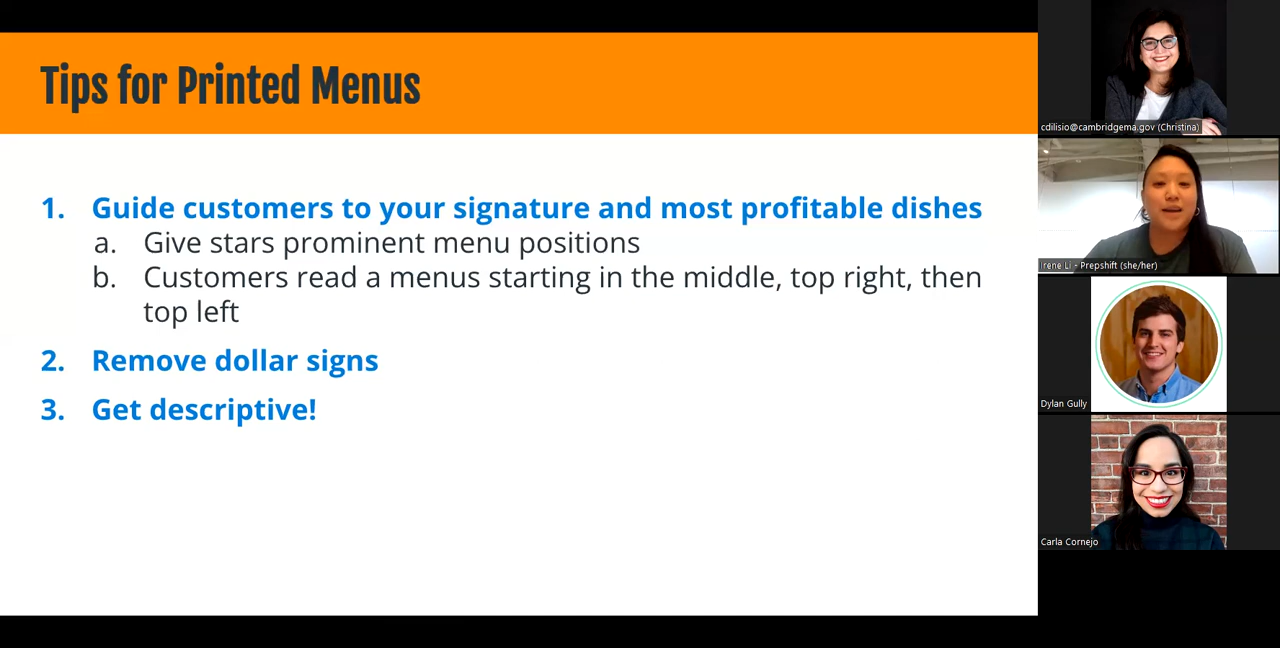 Tips for Printed Menus
1. Guide customers to your signature and most profitable dishes
a. Give stars prominent menu positions
b. Customers read a menus starting in the middle, top right, then
top left
2. Remove dollar signs
3. Get descriptive!
cdilisio@cambridgema.gov (Christina)
Irene Li - Prepshift (she/her)
Dylan Gully
Carla Cornejo